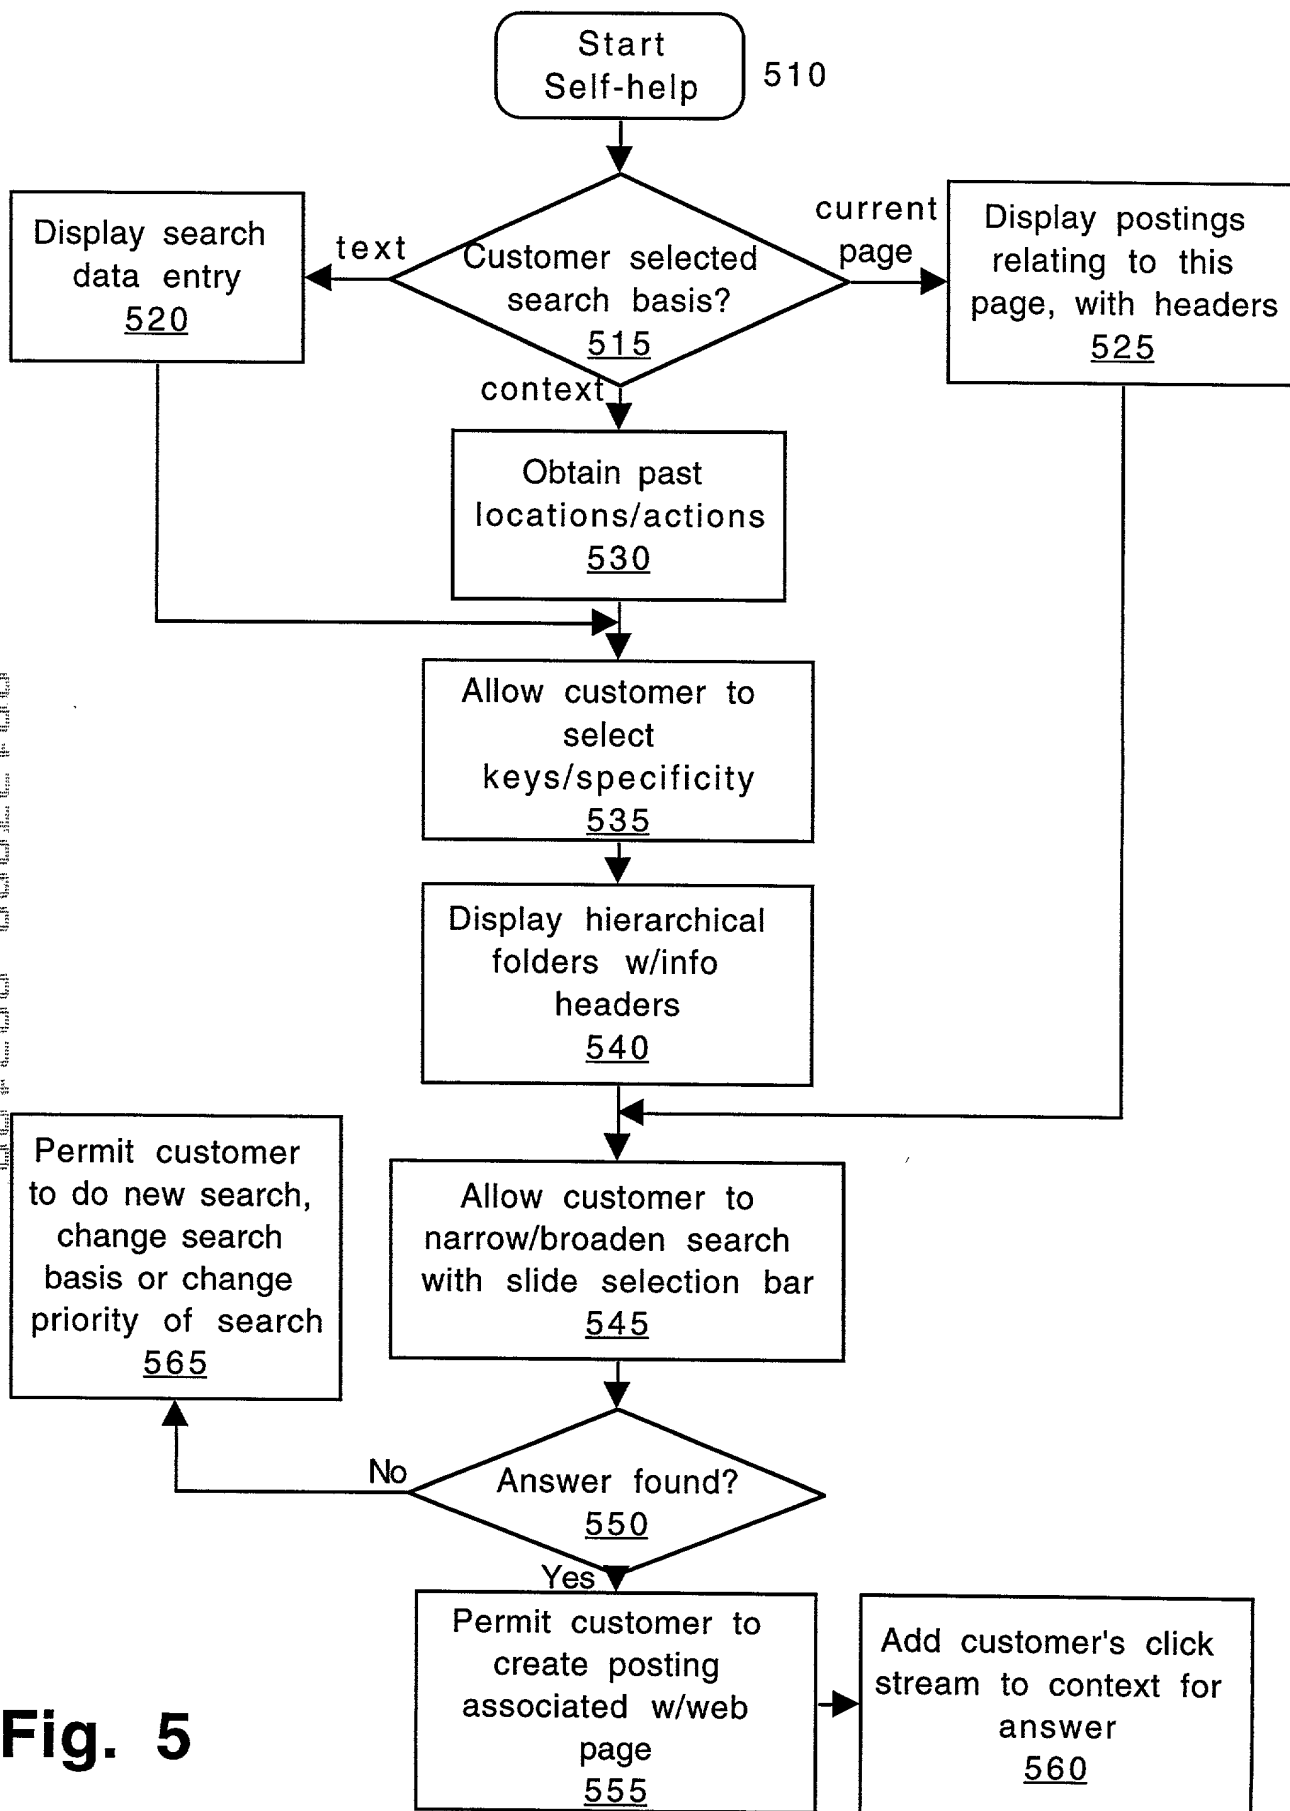 Start
Self-help
510
Customer selected
search basis?
515
text
current
page
context
Display search
data entry
520
Display postings
relating to this
page, with headers
525
Obtain past
locations/actions
530
Allow customer to
select
keys/specificity
535
Display hierarchical
folders w/info
headers
540
Allow customer to
narrow/broaden search
with slide selection bar
545
Answer found?
550
No
Yes
Permit customer
to do new search,
change search
basis or change
priority of search
565
Permit customer to
create posting
associated w/web
page
555
Add customer's click
stream to context for
answer
560
Fig. 5